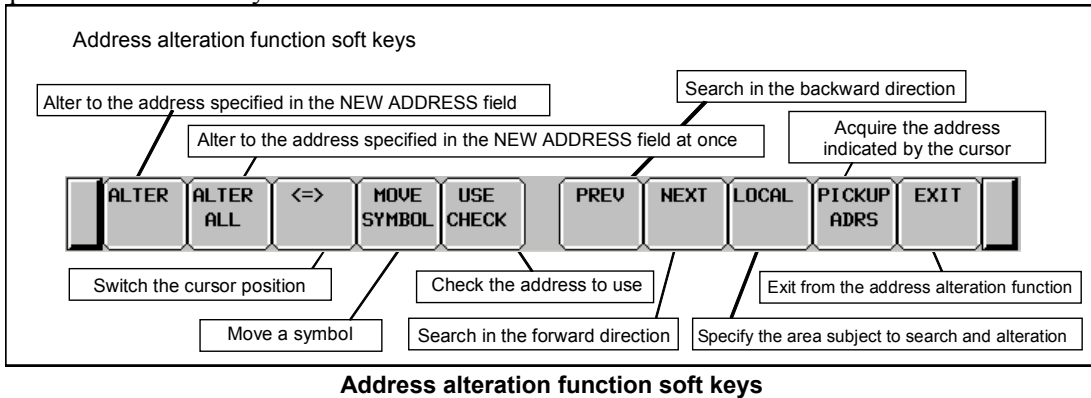 Address alteration function soft keys
Search in the backward direction
Alter to the address specified in the NEW ADDRESS field
Acquire the address
indicated by the cursor
Alter to the address specified in the NEW ADDRESS field at once
ALTER ALTER <=> MOVE USE PREV NEXT LOCAL PICKUP EXIT
ALL SYMBOL CHECK ADRS
Switch the cursor position Check the address to use Exit from the address alteration function
Move a symbol Search in the forward direction Specify the area subject to search and alteration
Address alteration function soft keys